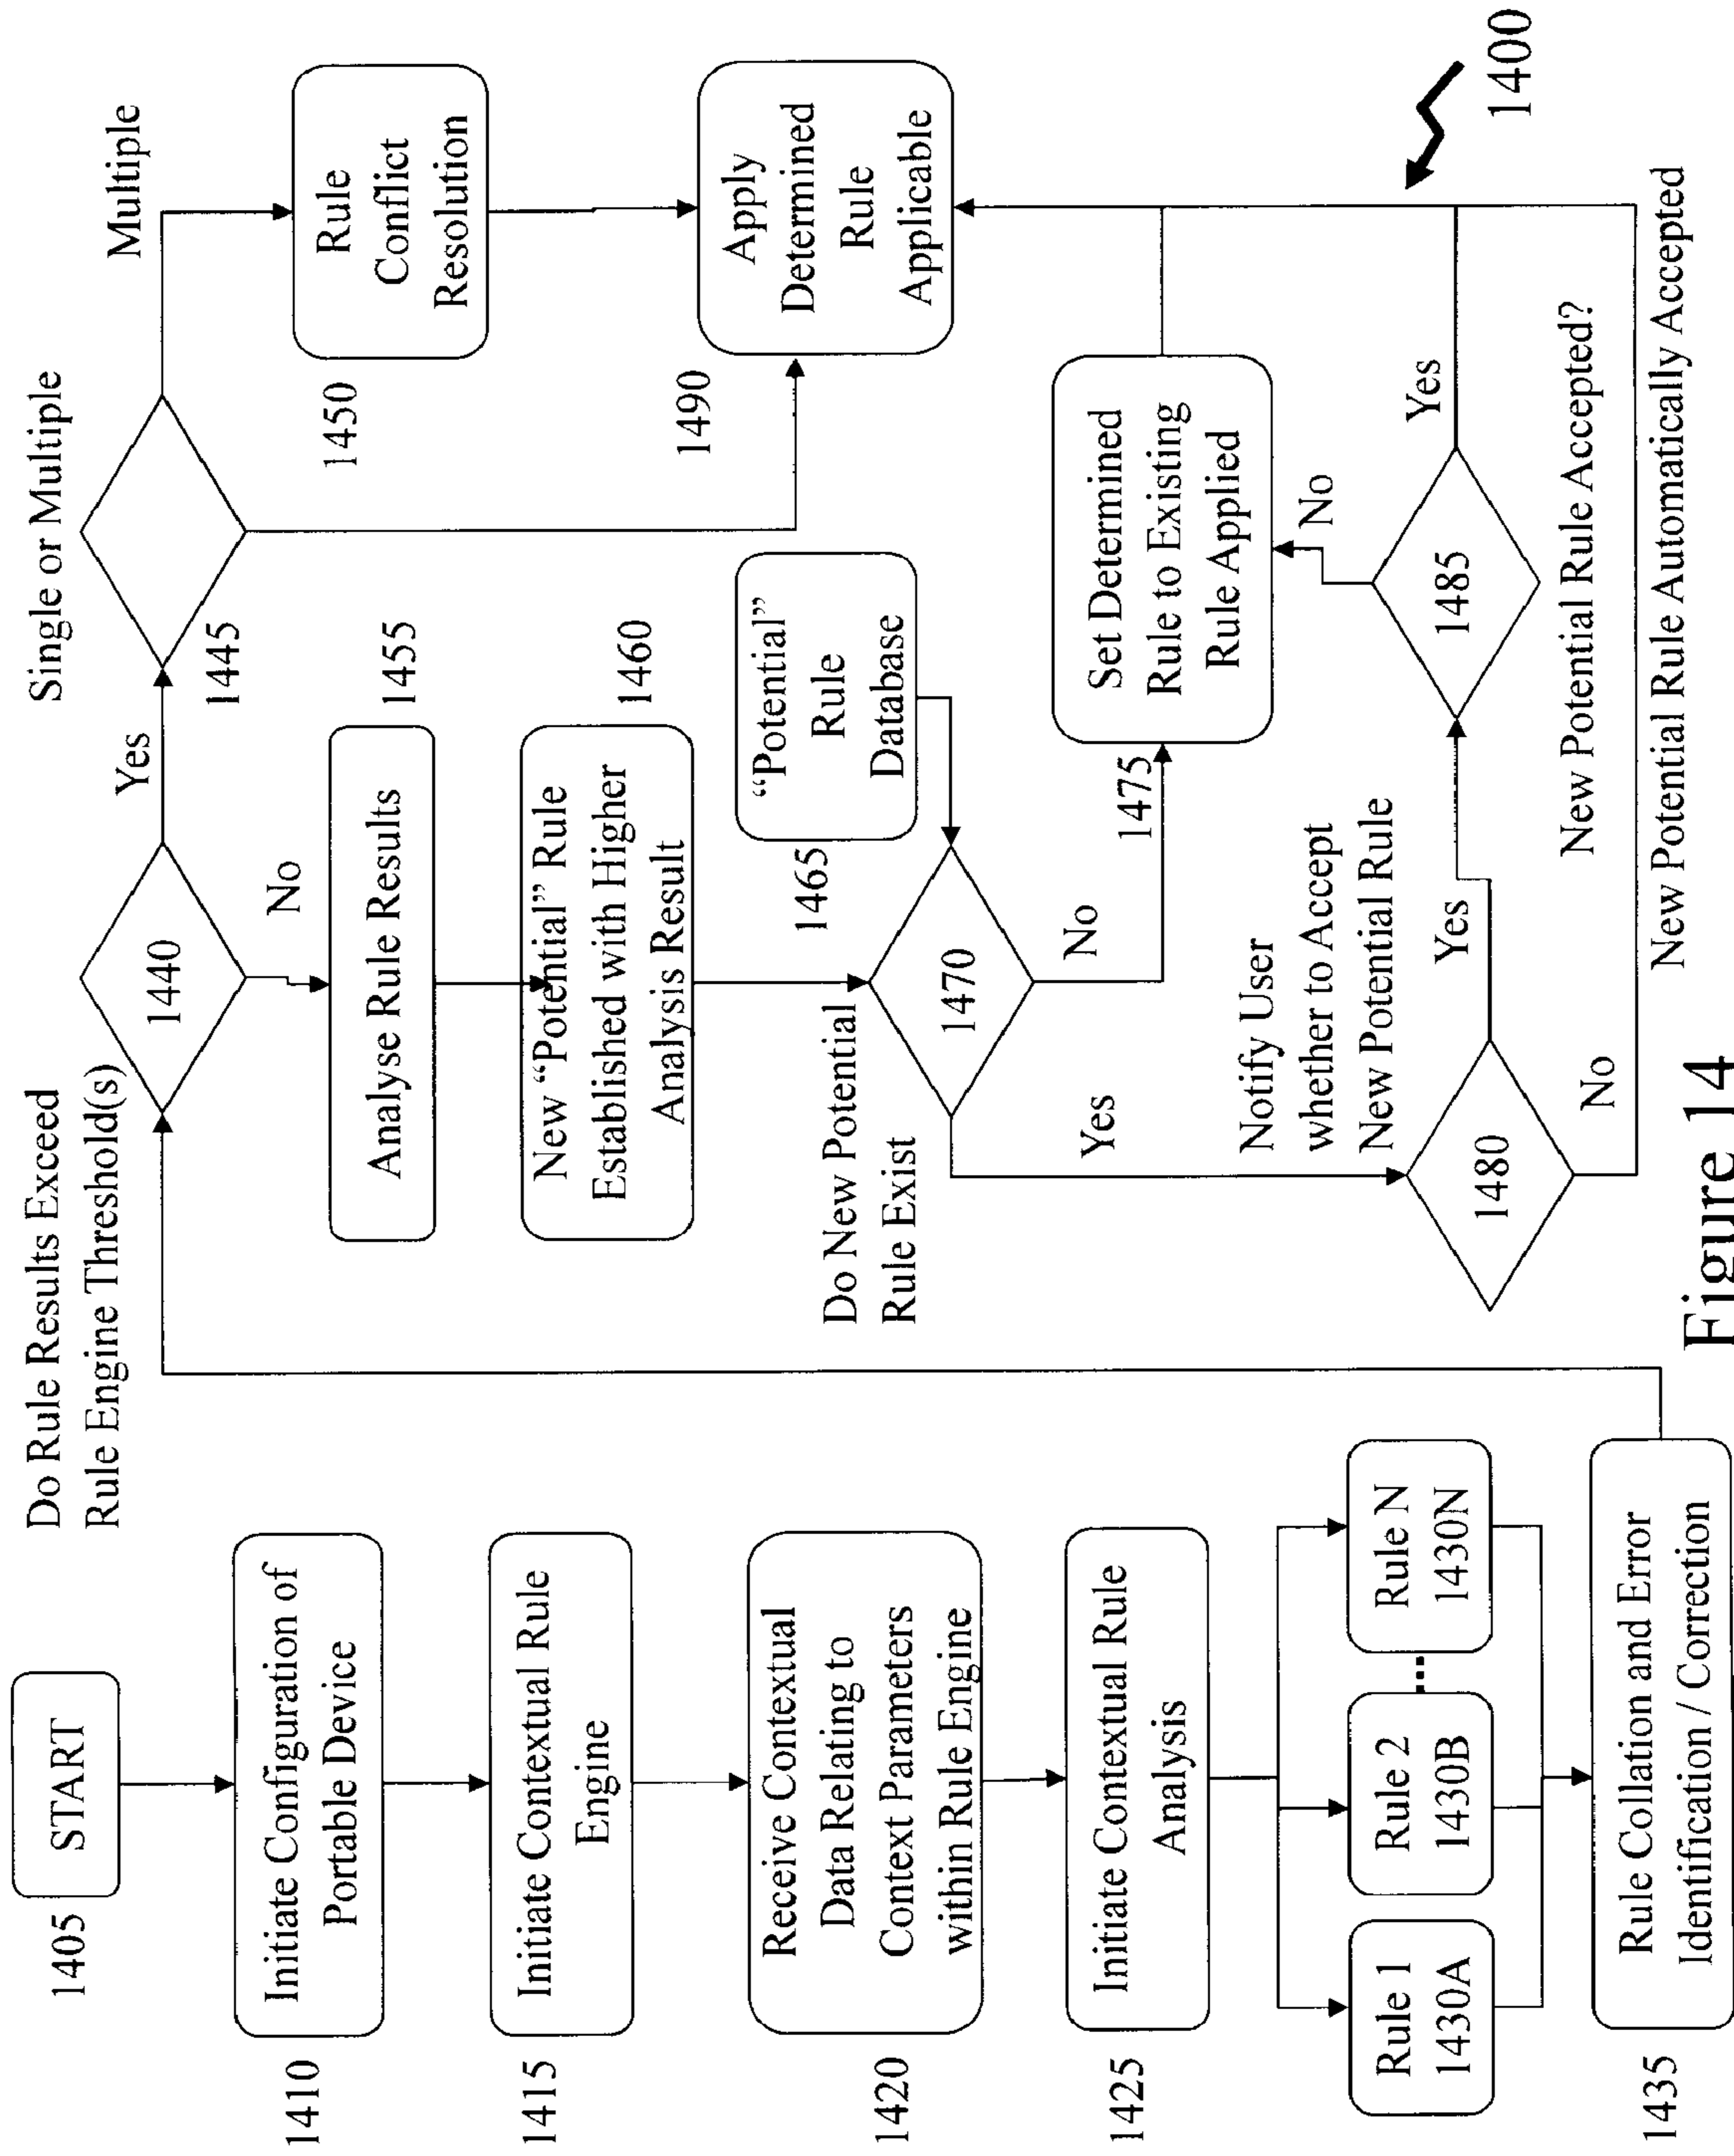 START
1405
Initiate Configuration of
Portable Device
1410
Initiate Contextual Rule
Engine
1415
Receive Contextual
Data Relating to
Context Parameters
within Rule Engine
1420
Initiate Contextual Rule
Analysis
1425
Rule 1
1430A
Rule 2
1430B
Rule N
1430N
Rule Collation and Error
Identification / Correction
1435
Do Rule Results Exceed
Rule Engine Threshold(s)
1440
Yes
No
Single or Multiple
1445
Multiple
Rule
Conflict
Resolution
1450
Analyse Rule Results
1455
New “Potential” Rule
Established with Higher
Analysis Result
1460
“Potential”
Rule
Database
1465
Do New Potential
Rule Exist
1470
Yes
No
1475
Set Determined
Rule to Existing
Rule Applied
Notify User
whether to Accept
New Potential Rule
1480
Yes
No
1485
No
Yes
New Potential Rule Accepted?
New Potential Rule Automatically Accepted
1490
Apply
Determined
Rule
Applicable
1400
Figure 14